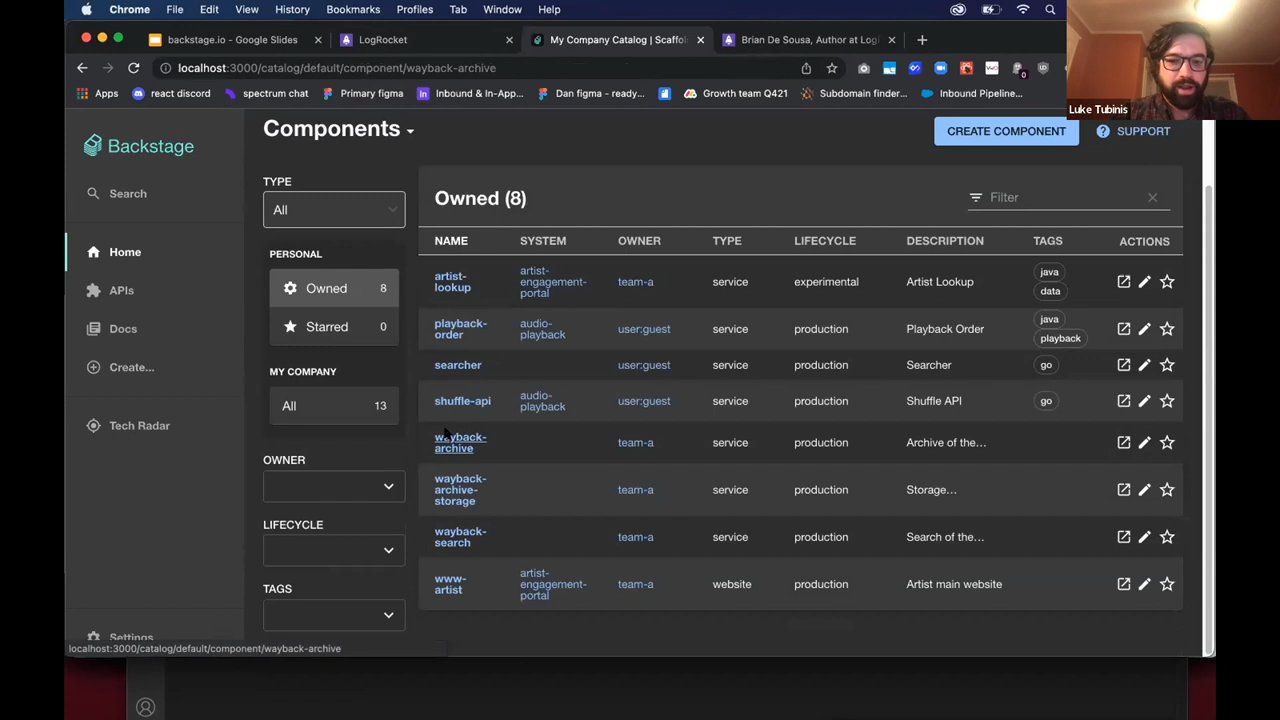 Chrome File Edit View History Bookmarks Profiles Tab Window Help
backstage.io - Google Slides
LogRocket
My Company Catalog | Scaffol
Brian De Sousa, Author at Log
localhost:3000/catalog/default/component/wayback-archive
Apps
react discord
spectrum chat
Primary figma
Inbound & In-App...
Dan figma - ready...
Growth team Q421
Subdomain finder...
Inbound Pipeline...
Luke Tubinis
Backstage
Search
Home
APIs
Docs
Create...
Tech Radar
Settings
Components
CREATE COMPONENT
SUPPORT
TYPE
All
PERSONAL
Owned 8
Starred 0
MY COMPANY
All 13
OWNER
LIFECYCLE
TAGS
Owned (8)
Filter
NAME SYSTEM OWNER TYPE LIFECYCLE DESCRIPTION TAGS ACTIONS
artist-
lookup
artist-
engagement-
portal
team-a service experimental Artist Lookup
java
data
playback-
order
audio-
playback
user:guest service production Playback Order
java
playback
searcher user:guest service production Searcher go
shuffle-api
audio-
playback
user:guest service production Shuffle API go
wayback-
archive
team-a service production Archive of the...
wayback-
archive-
storage
team-a service production Storage...
wayback-
search
team-a service production Search of the...
www-
artist
artist-
engagement-
portal
team-a website production Artist main website
localhost:3000/catalog/default/component/wayback-archive